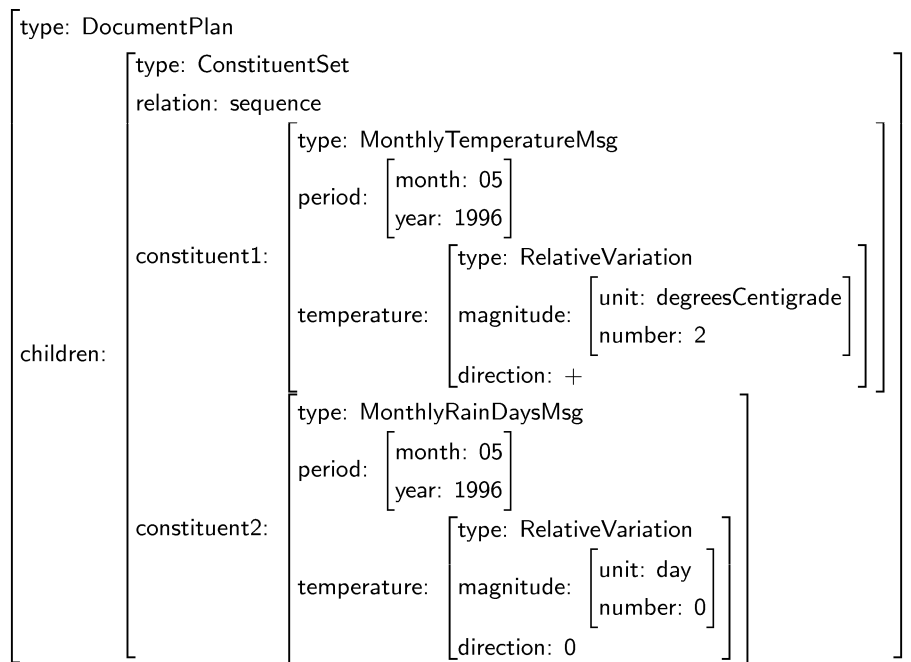 type: DocumentPlan
type: ConstituentSet
relation: sequence
type: MonthlyTemperatureMsg
month: 05
period:
year: 1996
constituent1:
type: RelativeVariation
unit: degreesCentigrade
temperature: magnitude:
number: 2
children:
direction: +
type: MonthlyRainDaysMsg
month: 05
period:
year: 1996
constituent2:
type: RelativeVariation
unit: day
temperature: magnitude:
number: 0
direction: 0